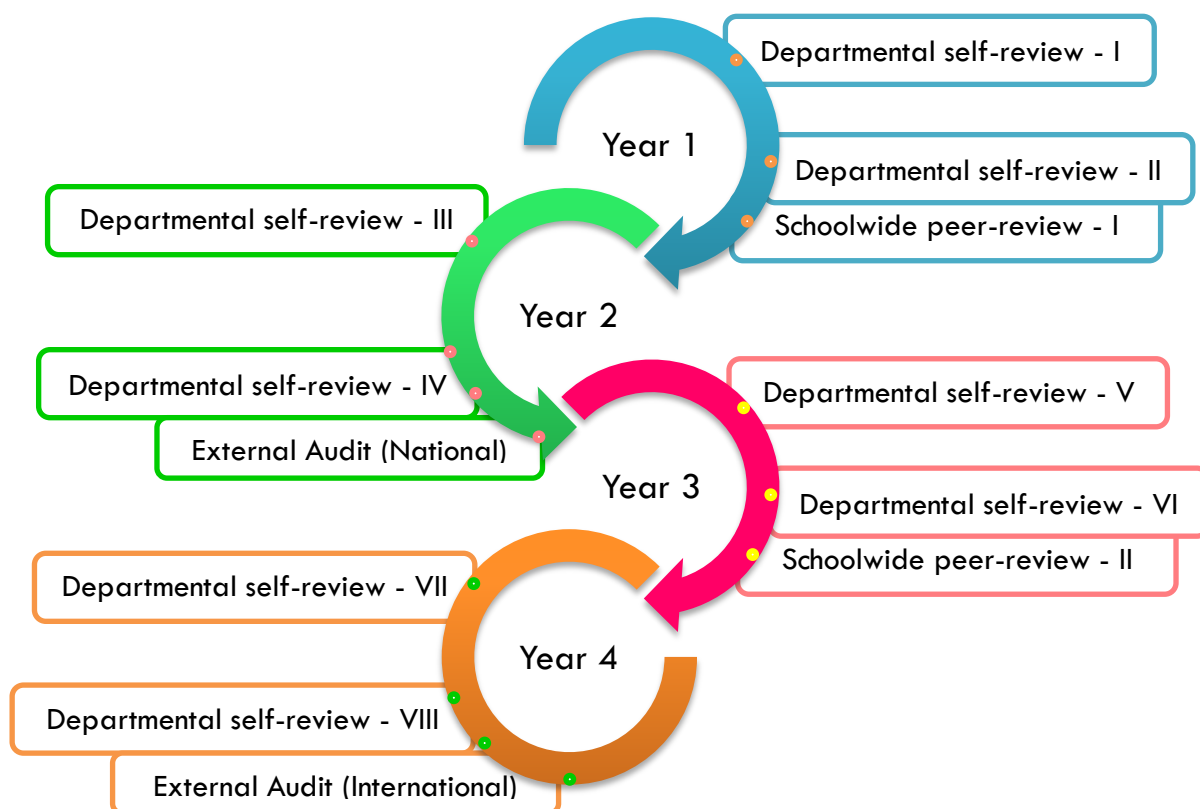 Departmental self-review - I
Year 1
Departmental self-review - II
Schoolwide peer-review - I
Departmental self-review - III
Year 2
Departmental self-review - IV
External Audit (National)
Departmental self-review - V
Year 3
Departmental self-review - VI
Schoolwide peer-review - II
Departmental self-review - VII
Year 4
Departmental self-review - VIII
External Audit (International)